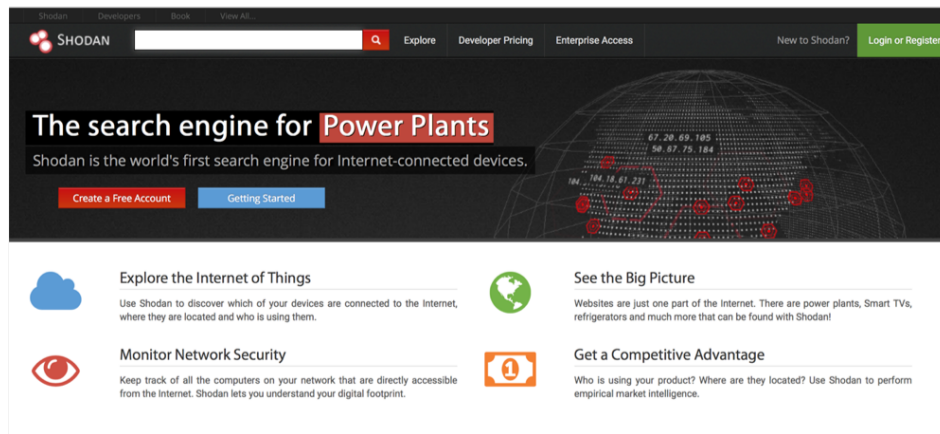 Shodan Developers Book View All...
SHODAN Explore Developer Pricing Enterprise Access New to Shodan? Login or Register
The search engine for Power Plants
Shodan is the world's first search engine for Internet-connected devices.
Create a Free Account Getting Started
67.20.69.105
50.67.75.184
104. 104.18.61.231
Explore the Internet of Things
Use Shodan to discover which of your devices are connected to the Internet,
where they are located and who is using them.
See the Big Picture
Websites are just one part of the Internet. There are power plants, Smart TVs,
refrigerators and much more that can be found with Shodan!
Monitor Network Security
Keep track of all the computers on your network that are directly accessible
from the Internet. Shodan lets you understand your digital footprint.
1
Get a Competitive Advantage
Who is using your product? Where are they located? Use Shodan to perform
empirical market intelligence.